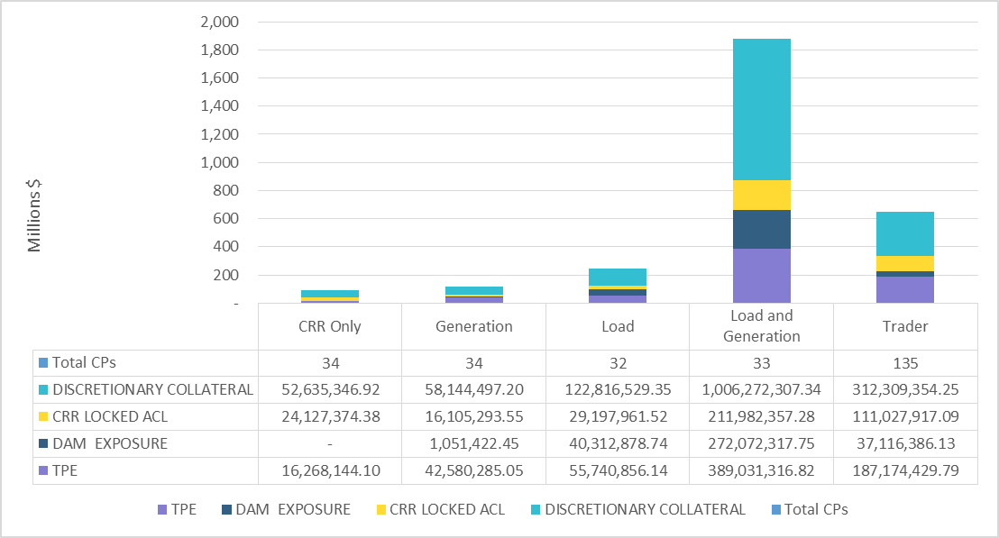 2,000
1,800
1,600
1,400
1,200
1,000
800
600
400
200
-
Millions $
CRR Only Generation Load Load and Generation Trader
Total CPs 34 34 32 33 135
DISCRETIONARY COLLATERAL 52,635,346.92 58,144,497.20 122,816,529.35 1,006,272,307.34 312,309,354.25
CRR LOCKED ACL 24,127,374.38 16,105,293.55 29,197,961.52 211,982,357.28 111,027,917.09
DAM EXPOSURE - 1,051,422.45 40,312,878.74 272,072,317.75 37,116,386.13
TPE 16,268,144.10 42,580,285.05 55,740,856.14 389,031,316.82 187,174,429.79
TPE DAM EXPOSURE CRR LOCKED ACL DISCRETIONARY COLLATERAL Total CPs